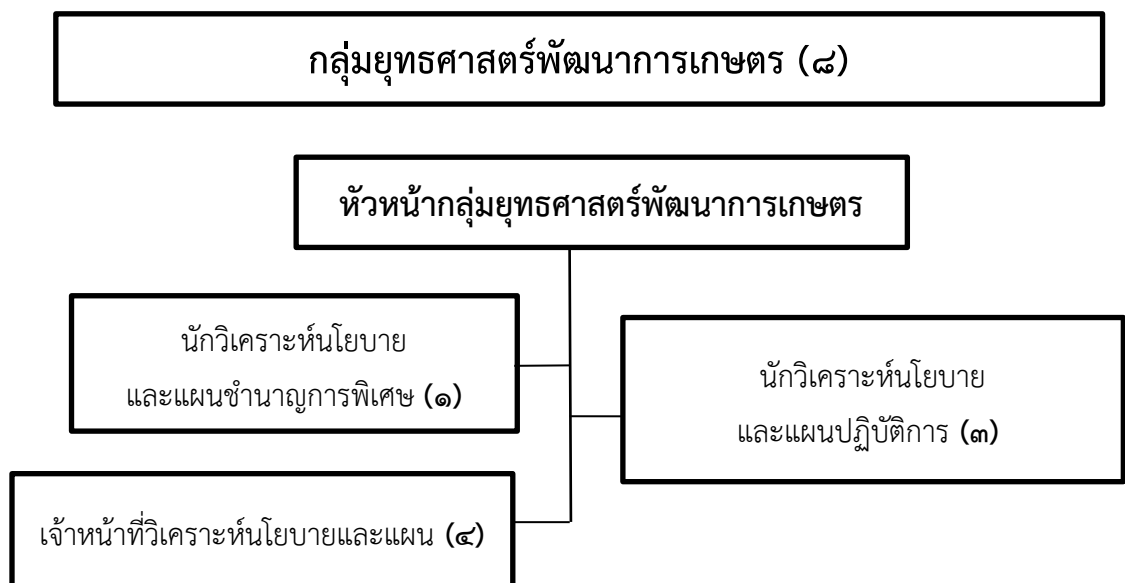 กลุ่มยุทธศาสตร์พัฒนาการเกษตร (๘)
หัวหน้ากลุ่มยุทธศาสตร์พัฒนาการเกษตร
นักวิเคราะห์นโยบาย
และแผนชำนาญการพิเศษ (๑)
นักวิเคราะห์นโยบาย
และแผนปฏิบัติการ (๓)
เจ้าหน้าที่วิเคราะห์นโยบายและแผน (๔)